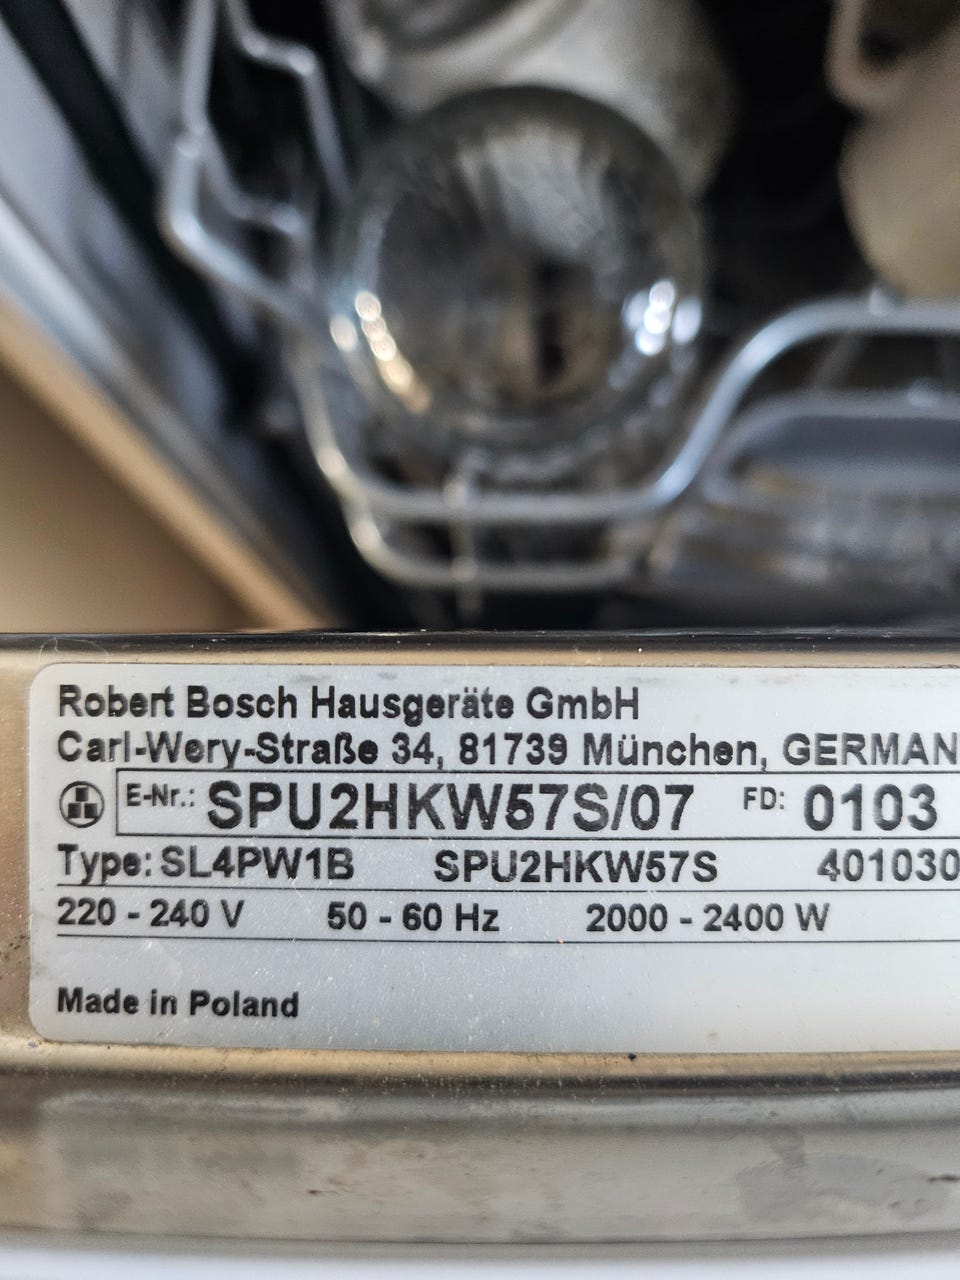 Robert Bosch Hausgeräte GmbH
Carl-Wery-Straße 34, 81739 München, GERMAN
E-Nr.: SPU2HKW57S/07 FD: 0103
Type: SL4PW1B SPU2HKW57S 401030
220 - 240 V 50 - 60 Hz 2000 - 2400 W
Made in Poland